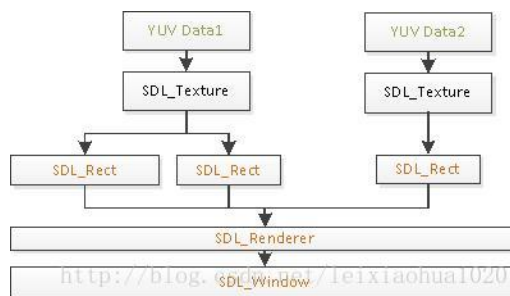 YUV Data1
YUV Data2
SDL_Texture
SDL_Texture
SDL_Rect
SDL_Rect
SDL_Rect
SDL_Renderer
SDL_Window
http://blog.csdn.net/leixiaohua1020